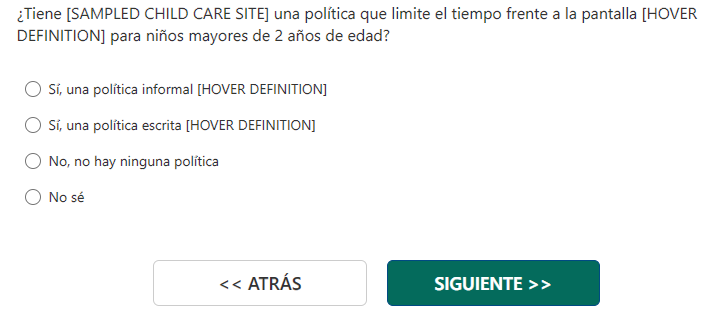 ¿Tiene [SAMPLED CHILD CARE SITE] una política que limite el tiempo frente a la pantalla [HOVER
DEFINITION] para niños mayores de 2 años de edad?
Sí, una política informal [HOVER DEFINITION]
Sí, una política escrita [HOVER DEFINITION]
No, no hay ninguna política
No sé
<< ATRÁS
SIGUIENTE >>